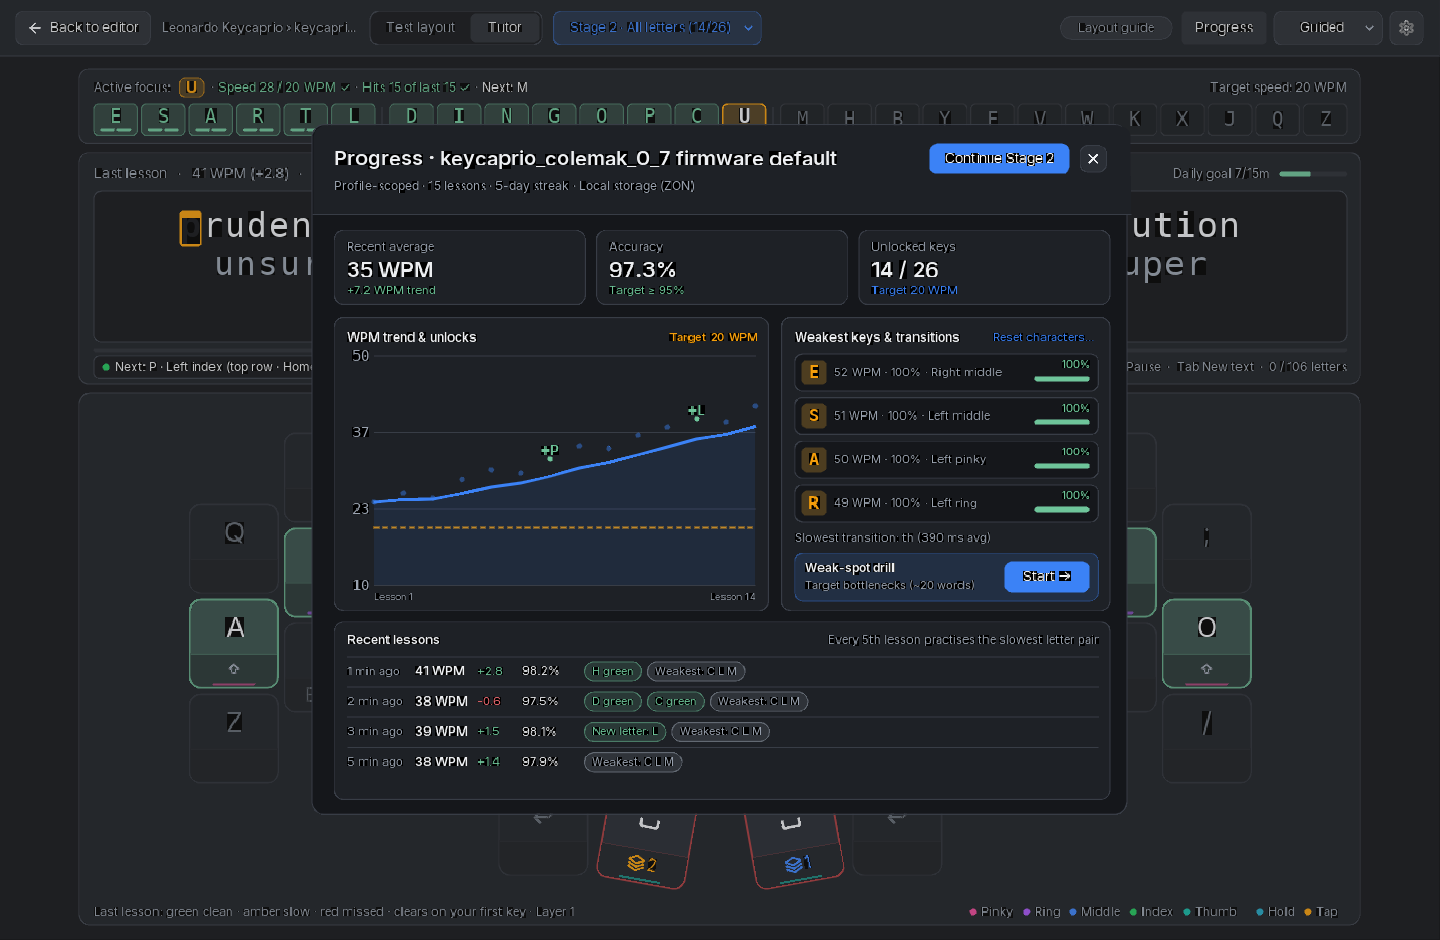 Back to editor
Leonardo Keycaprio › keycapri...
Test layout
Tutor
Stage 2 · All letters (14/26)
Layout guide
Progress
Guided
Active focus: U · Speed 28 / 20 WPM ✓ · Hits 15 of last 15 ✓ · Next: M
Target speed: 20 WPM
E S A R T L D I N G O P C U M H B Y F V W K X J Q Z
Last lesson · 41 WPM (+2.8) ·
Daily goal 7/15m
pruden
ution
unsur
uper
Next: P · Left index (top row · Home
Pause · Tab New text · 0 / 106 letters
Progress · keycaprio_colemak_0_7 firmware default
Continue Stage 2
Profile-scoped · 15 lessons · 5-day streak · Local storage (ZON)
Recent average
35 WPM
+7.2 WPM trend
Accuracy
97.3%
Target ≥ 95%
Unlocked keys
14 / 26
Target 20 WPM
WPM trend & unlocks
Target 20 WPM
50
37
23
10
+P
+L
Lesson 1
Lesson 14
Weakest keys & transitions
Reset characters...
E 52 WPM · 100% · Right middle 100%
S 51 WPM · 100% · Left middle 100%
A 50 WPM · 100% · Left pinky 100%
R 49 WPM · 100% · Left ring 100%
Slowest transition: th (390 ms avg)
Weak-spot drill
Target bottlenecks (~20 words)
Start →
Recent lessons
Every 5th lesson practises the slowest letter pair
1 min ago 41 WPM +2.8 98.2% H green Weakest: C L M
2 min ago 38 WPM -0.6 97.5% D green C green Weakest: C L M
3 min ago 39 WPM +1.5 98.1% New letter: L Weakest: C L M
5 min ago 38 WPM +1.4 97.9% Weakest: C L M
Q
;
A
O
Z
/
2
1
Last lesson: green clean · amber slow · red missed · clears on your first key · Layer 1
Pinky Ring Middle Index Thumb Hold Tap